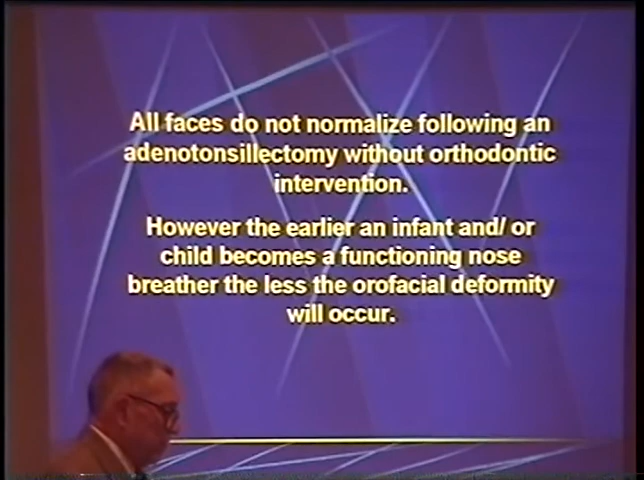 All faces do not normalize following an
adenotonsillectomy without orthodontic
intervention.
However the earlier an infant and/ or
child becomes a functioning nose
breather the less the orofacial deformity
will occur.